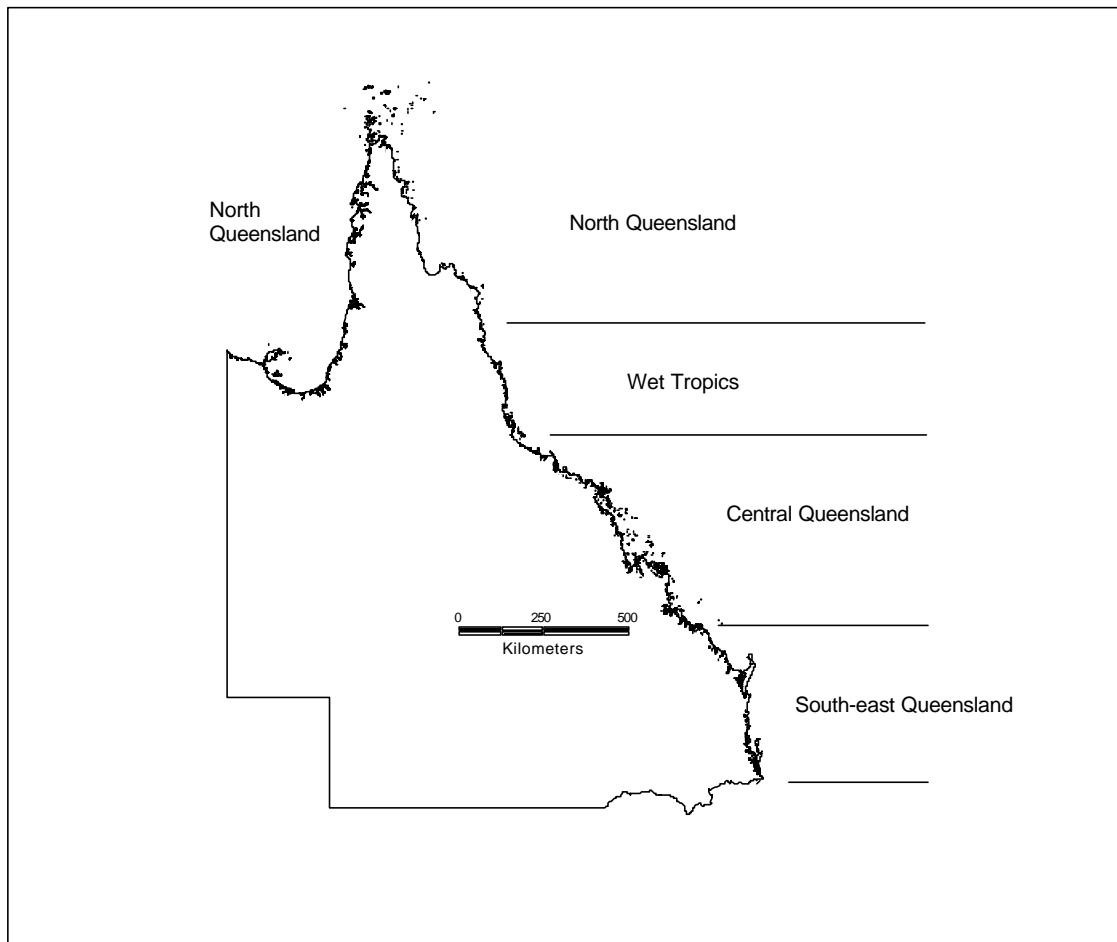 North
Queensland
North Queensland
Wet Tropics
Central Queensland
0 250 500
Kilometers
South-east Queensland